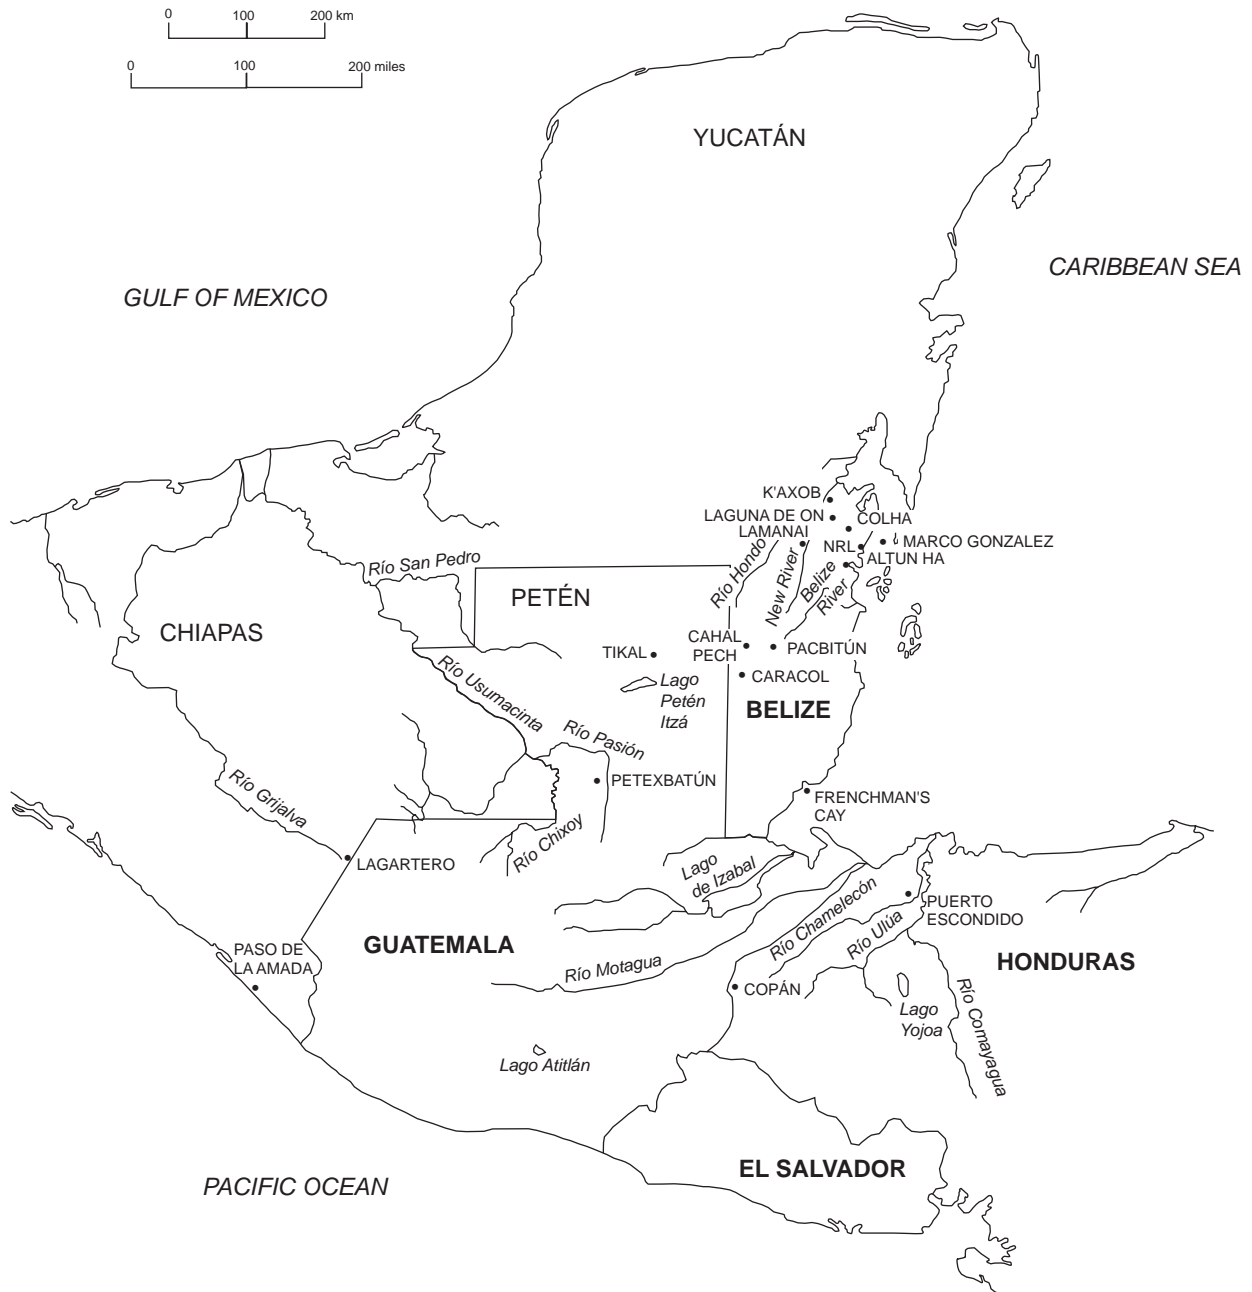 0 100 200 km
0 100 200 miles
YUCATÁN
CARIBBEAN SEA
GULF OF MEXICO
K'AXOB
LAGUNA DE ON
COLHA
LAMANAI
MARCO GONZALEZ
NRL
ALTUN HA
Río San Pedro
Río Hondo
New River
Belize
River
PETÉN
CHIAPAS
CAHAL
PECH
PACBITÚN
TIKAL
CARACOL
Lago
Petén
Itzá
BELIZE
Río Usumacinta
Río Pasión
PETEXBATÚN
Río Grijalva
FRENCHMAN'S
CAY
Río Chixoy
LAGARTERO
Lago
de Izabal
Río Chamelecón
PUERTO
ESCONDIDO
Río Ulúa
GUATEMALA
PASO DE
LA AMADA
HONDURAS
Río Motagua
COPÁN
Lago
Yojoa
Río Comayagua
Lago Atitlán
EL SALVADOR
PACIFIC OCEAN